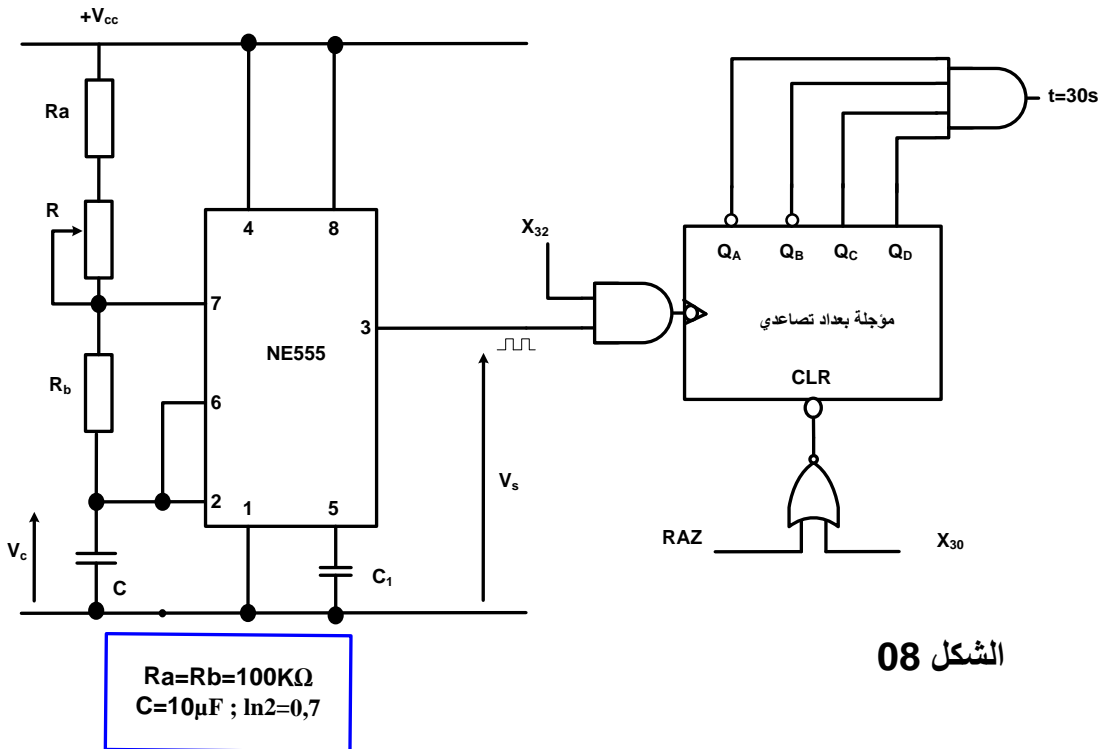 +Vcc
Ra
R
Rb
Vc
C
4
8
7
3
NE555
6
2
1
5
C1
Vs
X32
QA
QB
QC
QD
مؤجلة بعداد تصاعدي
CLR
t=30s
RAZ
X30
Ra=Rb=100KΩ
C=10µF ; ln2=0,7
الشكل 08